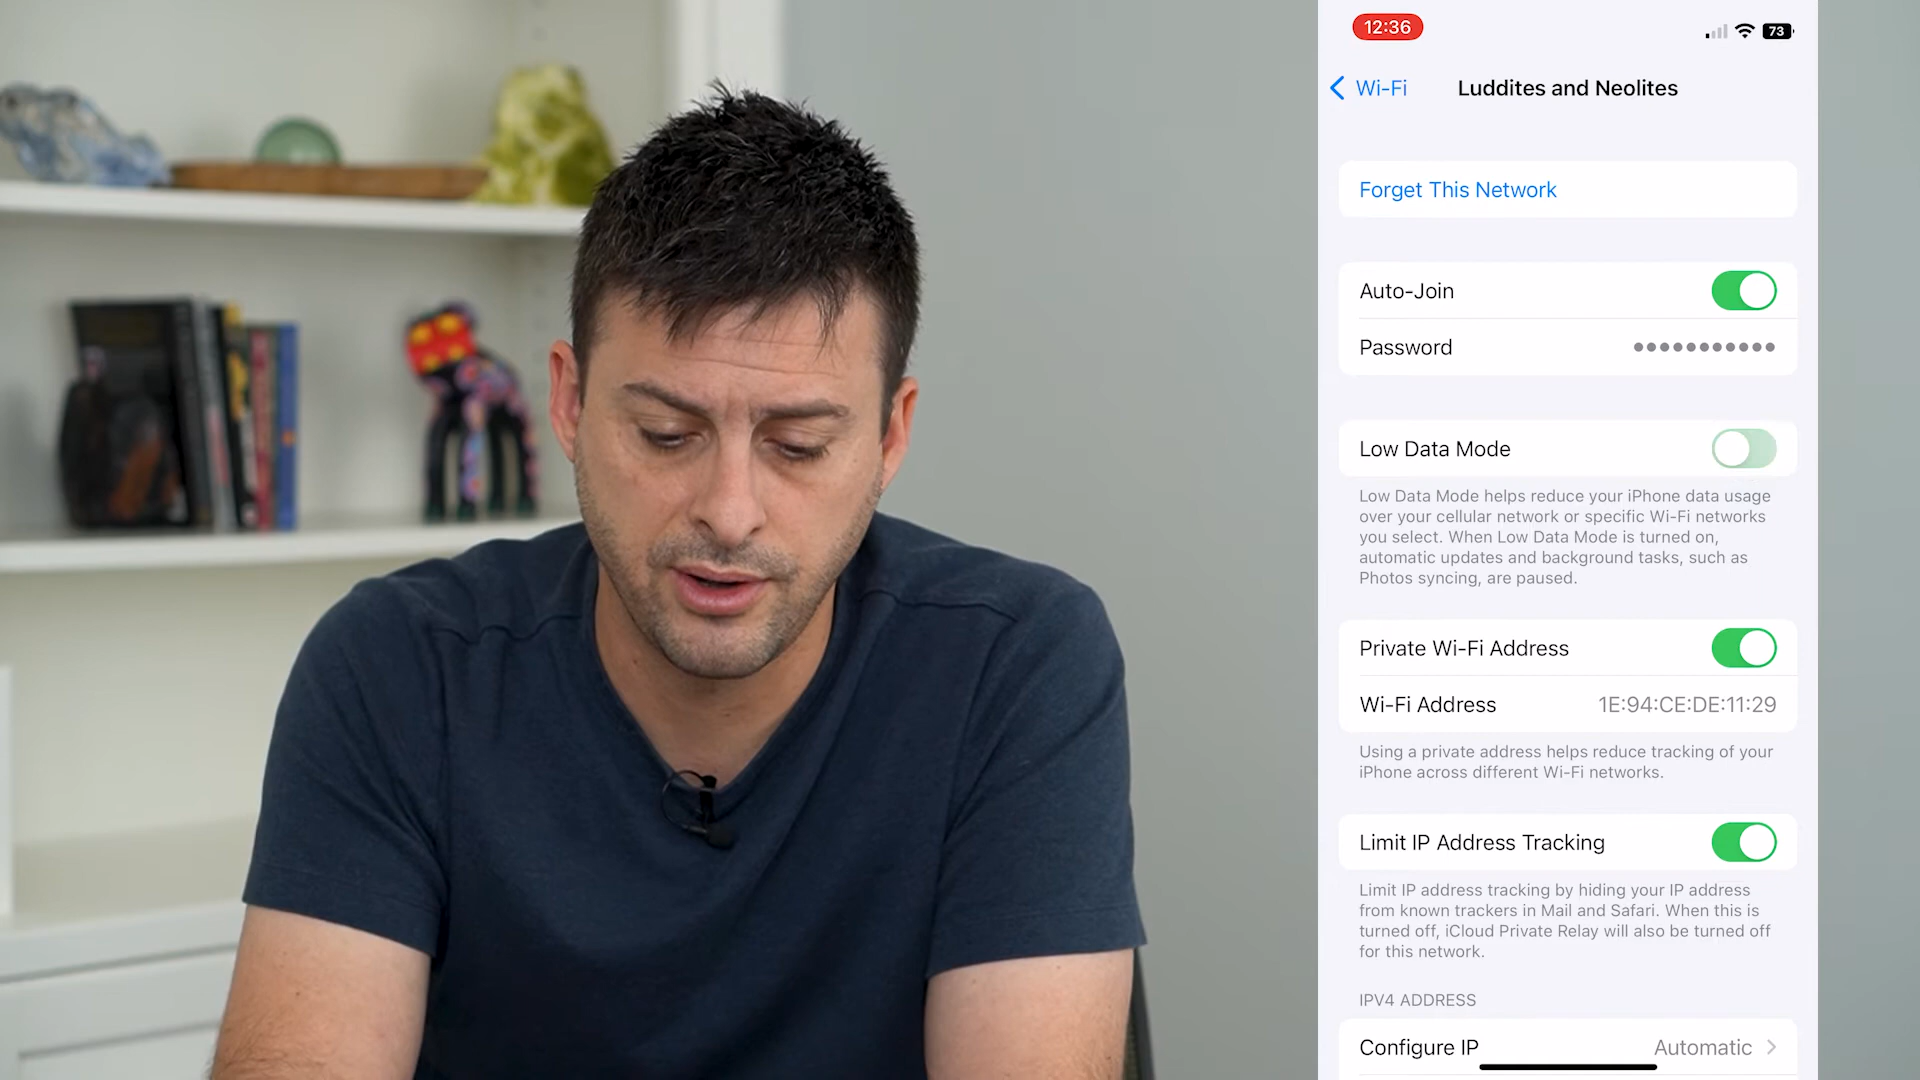 12:36
73
Wi-Fi
Luddites and Neolites
Forget This Network
Auto-Join
Password
Low Data Mode
Low Data Mode helps reduce your iPhone data usage
over your cellular network or specific Wi-Fi networks
you select. When Low Data Mode is turned on,
automatic updates and background tasks, such as
Photos syncing, are paused.
Private Wi-Fi Address
Wi-Fi Address 1E:94:CE:DE:11:29
Using a private address helps reduce tracking of your
iPhone across different Wi-Fi networks.
Limit IP Address Tracking
Limit IP address tracking by hiding your IP address
from known trackers in Mail and Safari. When this is
turned off, iCloud Private Relay will also be turned off
for this network.
IPV4 ADDRESS
Configure IP Automatic